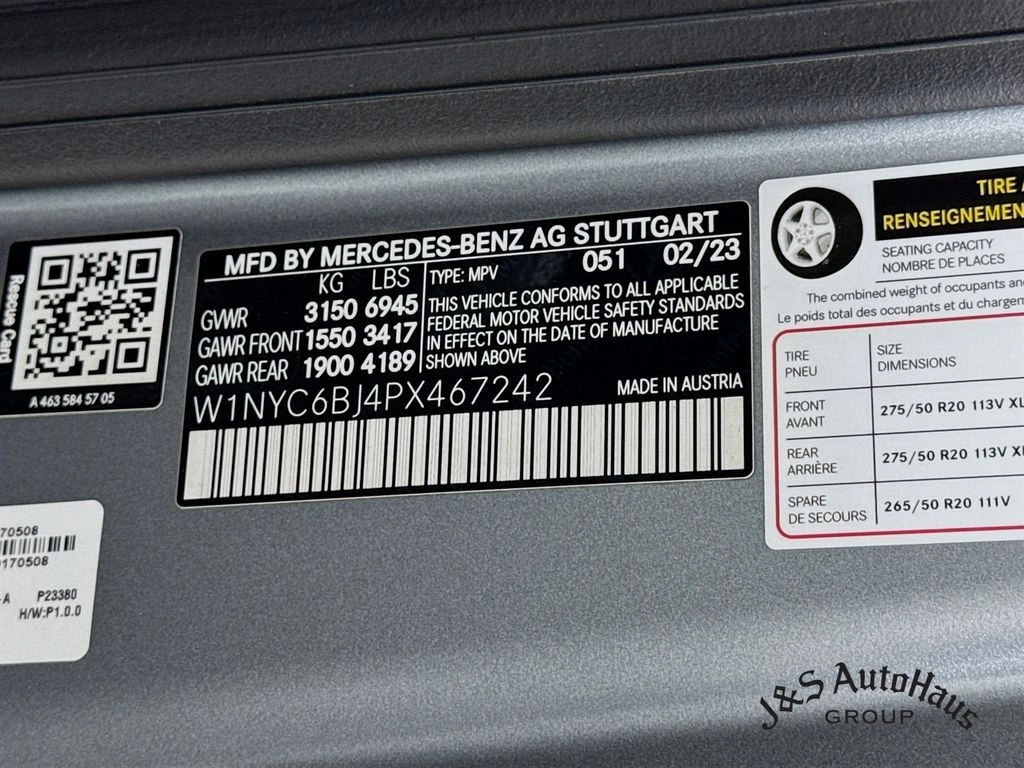 Rescue Card
A 463 584 57 05
MFD BY MERCEDES-BENZ AG STUTTGART
KG LBS
GVWR 3150 6945
GAWR FRONT 1550 3417
GAWR REAR 1900 4189
TYPE: MPV 051 02/23
THIS VEHICLE CONFORMS TO ALL APPLICABLE
FEDERAL MOTOR VEHICLE SAFETY STANDARDS
IN EFFECT ON THE DATE OF MANUFACTURE
SHOWN ABOVE
W1NYC6BJ4PX467242
MADE IN AUSTRIA
TIRE
RENSEIGNEMEN
SEATING CAPACITY
NOMBRE DE PLACES
The combined weight of occupants and
Le poids total des occupants et du chargem
TIRE
PNEU
SIZE
DIMENSIONS
FRONT
AVANT
275/50 R20 113V XL
REAR
ARRIÈRE
275/50 R20 113V XL
SPARE
DE SECOURS
265/50 R20 111V
70508
170508
-A P23380
H/W:P1.0.0
J&S AutoHaus
GROUP